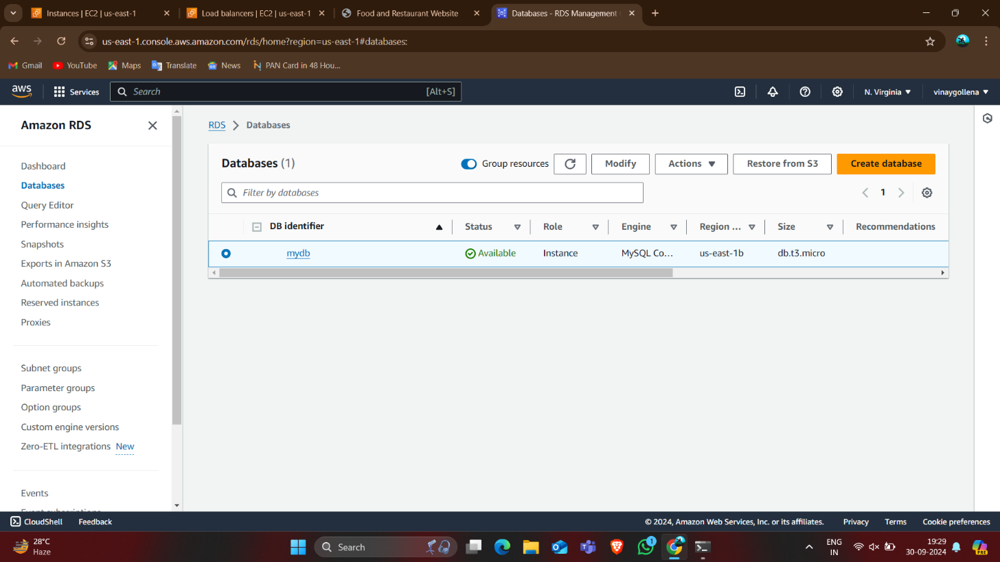 Instances | EC2 | us-east-1
Load balancers | EC2 | us-east-1
Food and Restaurant Website
Databases - RDS Management
us-east-1.console.aws.amazon.com/rds/home?region=us-east-1#databases:
Gmail YouTube Maps Translate News PAN Card in 48 Hou...
aws Services Search [Alt+S] N. Virginia vinaygollena
Amazon RDS
Dashboard
Databases
Query Editor
Performance insights
Snapshots
Exports in Amazon S3
Automated backups
Reserved instances
Proxies
Subnet groups
Parameter groups
Option groups
Custom engine versions
Zero-ETL integrations New
Events
Event subscriptions
RDS Databases
Databases (1) Group resources Modify Actions Restore from S3 Create database
Filter by databases 1
DB identifier Status Role Engine Region ... Size Recommendations
mydb Available Instance MySQL Co... us-east-1b db.t3.micro
CloudShell Feedback © 2024, Amazon Web Services, Inc. or its affiliates. Privacy Terms Cookie preferences
28°C
Haze
Search
1
ENG
IN
19:29
30-09-2024
PRE